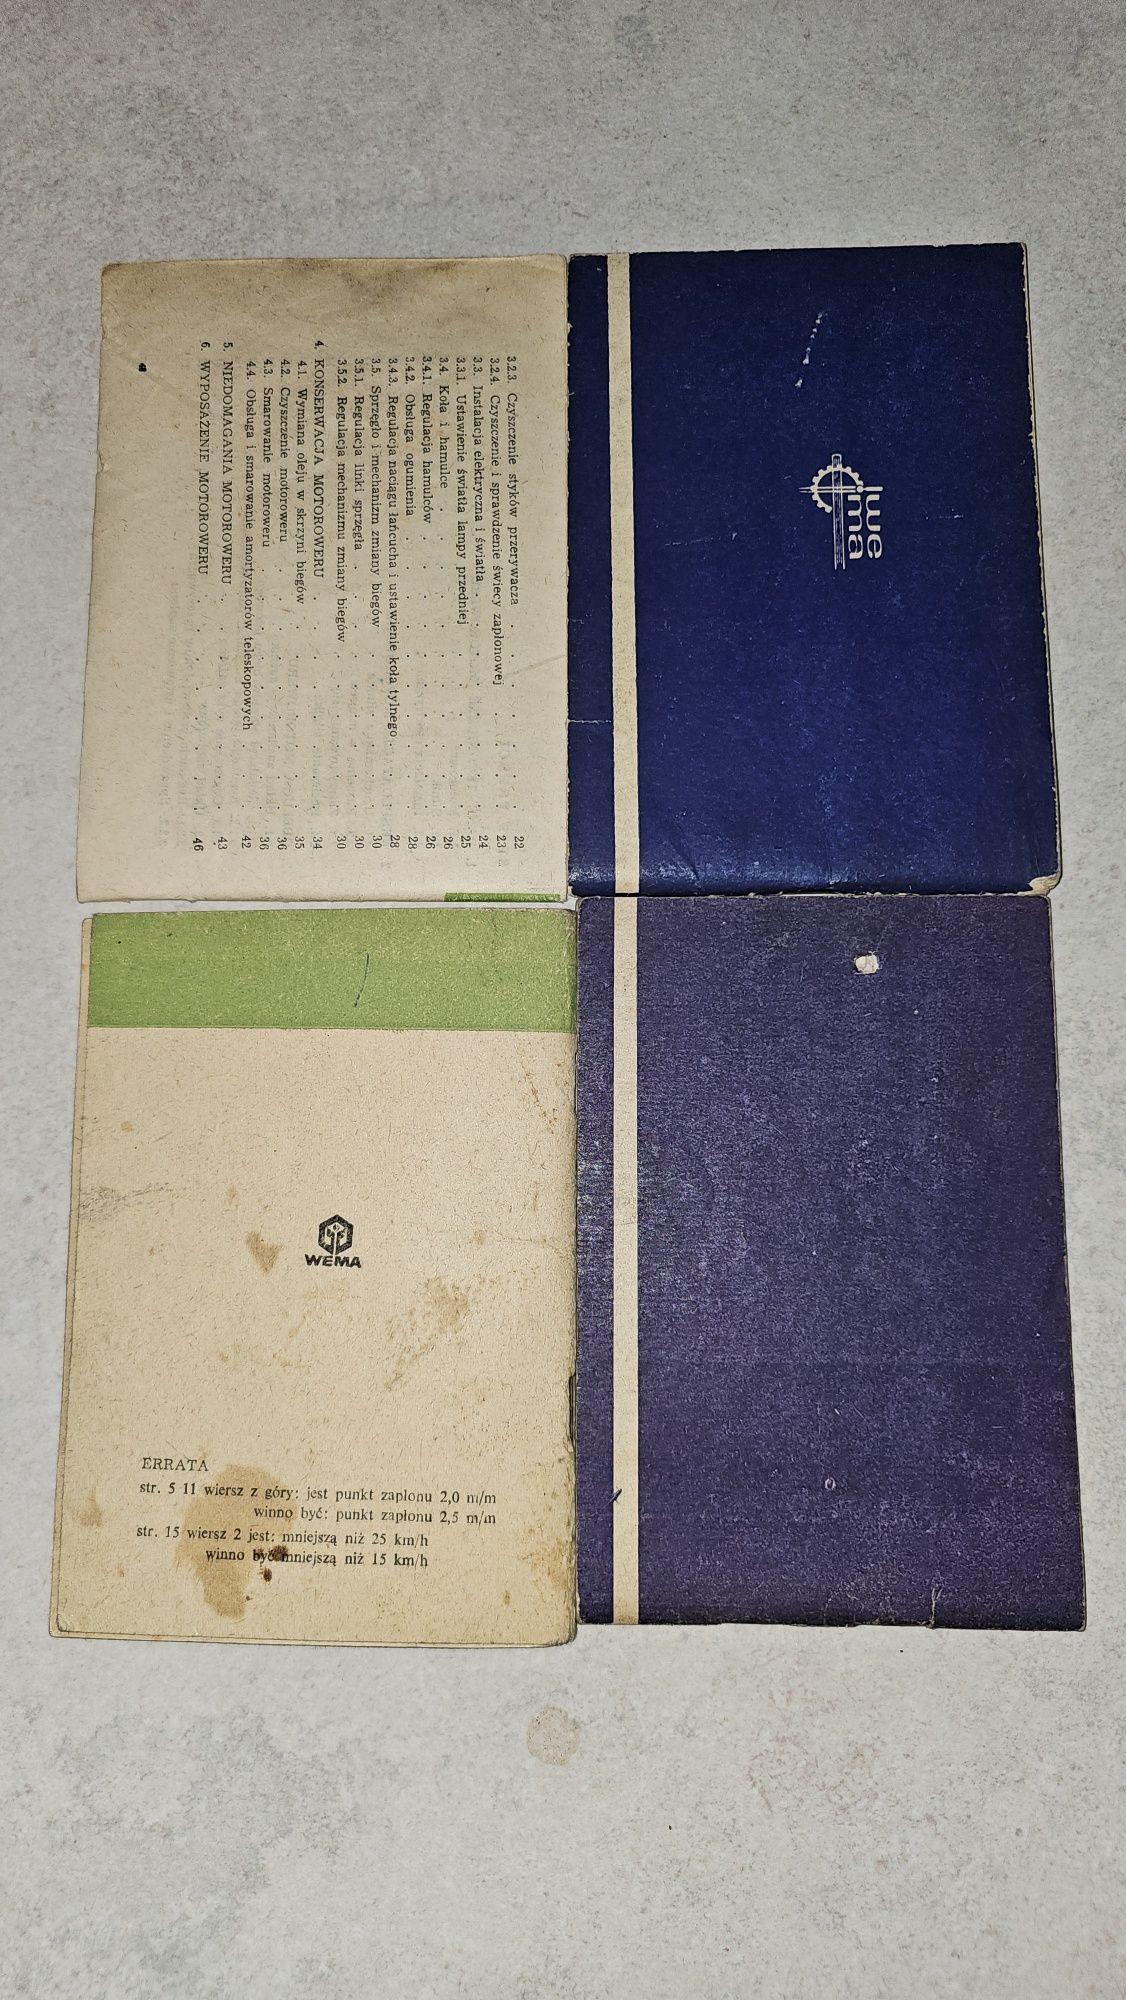 3.2.3. Czyszczenie styków przerywacza . . . . 22
3.2.4. Czyszczenie i sprawdzenie świecy zapłonowej . . . 23
3.3. Instalacja elektryczna i światła . . . . . 24
3.3.1. Ustawienie światła lampy przedniej . . . . 25
3.4. Koła i hamulce . . . . . . . 26
3.4.1. Regulacja hamulców . . . . . . 26
3.4.2. Obsługa ogumienia . . . . . . 28
3.4.3. Regulacja naciągu łańcucha i ustawienie koła tylnego . . 28
3.5. Sprzęgło i mechanizm zmiany biegów . . . . 30
3.5.1. Regulacja linki sprzęgła . . . . . 30
3.5.2. Regulacja mechanizmu zmiany biegów . . . . 30
4. KONSERWACJA MOTOROWERU . . . . . 34
4.1. Wymiana oleju w skrzyni biegów . . . . 35
4.2. Czyszczenie motoroweru . . . . . 36
4.3. Smarowanie motoroweru . . . . . 36
4.4. Obsługa i smarowanie amortyzatorów teleskopowych . . 42
5. NIEDOMAGANIA MOTOROWERU . . . . . 43
6. WYPOSAŻENIE MOTOROWERU . . . . . 46
iwe
ma
WEMA
ERRATA
str. 5 11 wiersz z góry: jest punkt zapłonu 2,0 m/m
winno być: punkt zapłonu 2,5 m/m
str. 15 wiersz 2 jest: mniejszą niż 25 km/h
winno być mniejszą niż 15 km/h